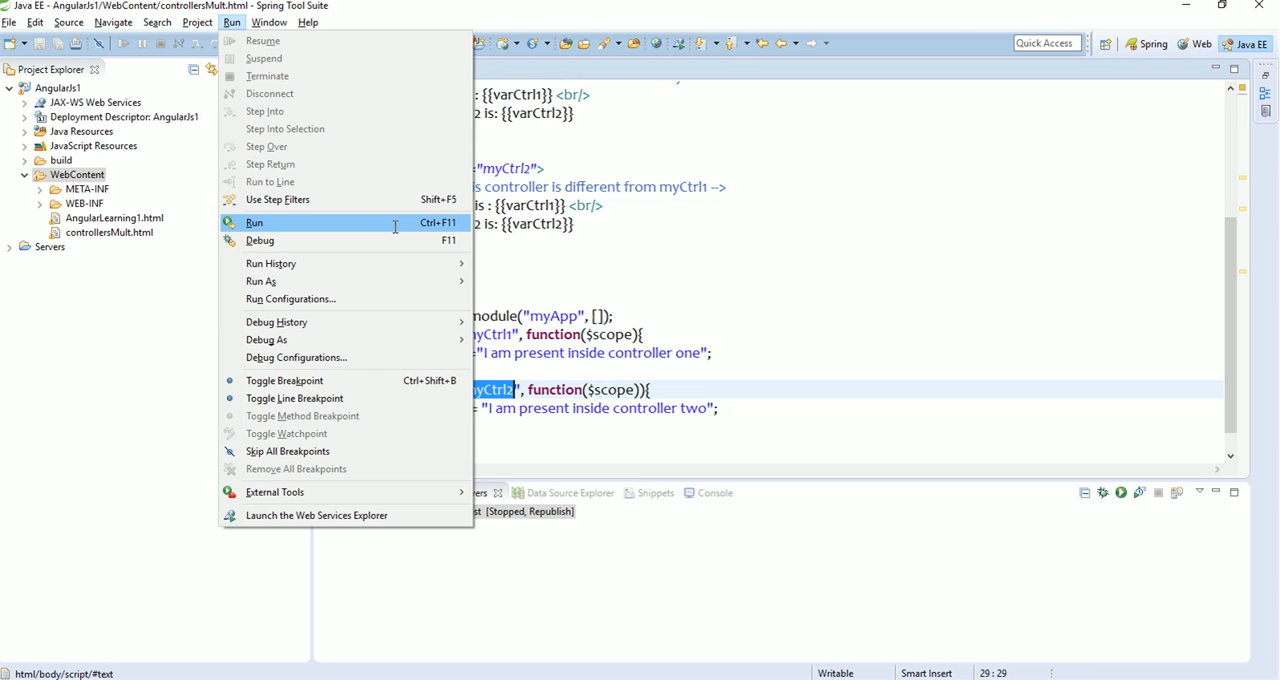 Java EE - AngularJs1/WebContent/controllersMult.html - Spring Tool Suite
File Edit Source Navigate Search Project Run Window Help
Quick Access Spring Web Java EE
Project Explorer
AngularJs1
JAX-WS Web Services
Deployment Descriptor: AngularJs1
Java Resources
JavaScript Resources
build
WebContent
META-INF
WEB-INF
AngularLearning1.html
controllersMult.html
Servers
Resume
Suspend
Terminate
Disconnect
Step Into
Step Into Selection
Step Over
Step Return
Run to Line
Use Step Filters Shift+F5
Run Ctrl+F11
Debug F11
Run History
Run As
Run Configurations...
Debug History
Debug As
Debug Configurations...
Toggle Breakpoint Ctrl+Shift+B
Toggle Line Breakpoint
Toggle Method Breakpoint
Toggle Watchpoint
Skip All Breakpoints
Remove All Breakpoints
External Tools
Launch the Web Services Explorer
: {{varCtrl1}} <br/>
2 is: {{varCtrl2}}
="myCtrl2">
s controller is different from myCtrl1 -->
is : {{varCtrl1}} <br/>
2 is: {{varCtrl2}}
module("myApp", []);
yCtrl1", function($scope){
="I am present inside controller one";
yCtrl2", function($scope)){
= "I am present inside controller two";
ers Data Source Explorer Snippets Console
st [Stopped, Republish]
html/body/script/#text Writable Smart Insert 29 : 29